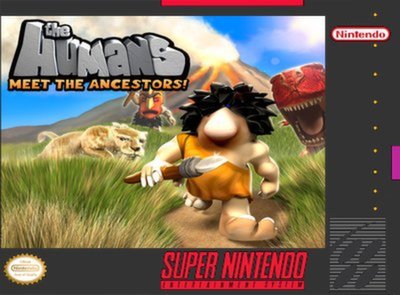 the
HUMANS
MEET THE ANCESTORS!
Nintendo
SUPER NINTENDO
ENTERTAINMENT SYSTEM